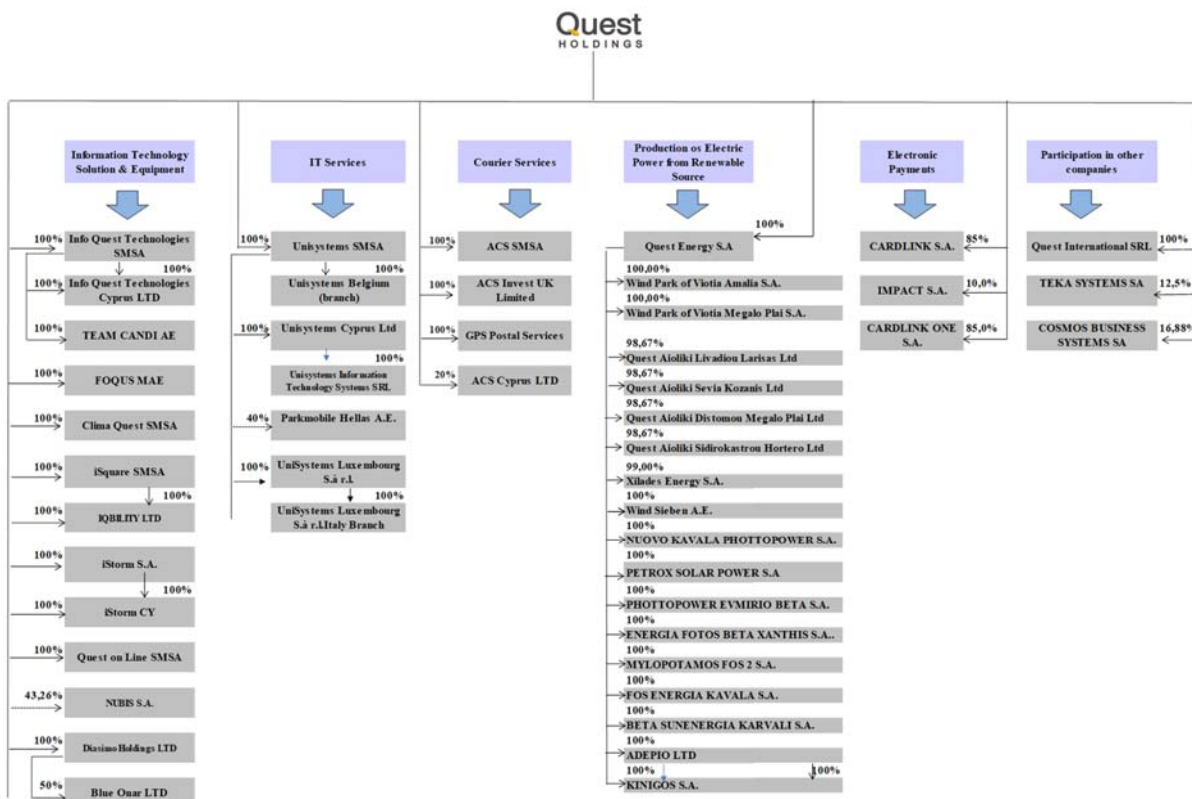 Quest
HOLDINGS
Information Technology
Solution & Equipment
100%
Info Quest Technologies
SMSA
100%
100%
Info Quest Technologies
Cyprus LTD
100%
TEAM CANDI AE
100%
FOQUS MAE
100%
Clima Quest SMSA
100%
iSquare SMSA
100%
100%
IQBILITY LTD
100%
iStorm S.A.
100%
100%
iStorm CY
100%
Quest on Line SMSA
43,26%
NUBIS S.A.
100%
Diasimo Holdings LTD
50%
Blue Onar LTD
IT Services
100%
Unisystems SMSA
100%
Unisystems Belgium
(branch)
100%
Unisystems Cyprus Ltd
100%
Unisystems Information
Technology Systems SRL
40%
Parkmobile Hellas A.E.
100%
UniSystems Luxembourg
S.à r.l.
100%
UniSystems Luxembourg
S.à r.l.Italy Branch
Courier Services
100%
ACS SMSA
100%
ACS Invest UK
Limited
100%
GPS Postal Services
20%
ACS Cyprus LTD
Production os Electric
Power from Renewable
Source
100%
Quest Energy S.A
100,00%
Wind Park of Viotia Amalia S.A.
100,00%
Wind Park of Viotia Megalo Plai S.A.
98,67%
Quest Aioliki Livadiou Larisas Ltd
98,67%
Quest Aioliki Sevia Kozanis Ltd
98,67%
Quest Aioliki Distomou Megalo Plai Ltd
98,67%
Quest Aioliki Sidirokastrou Hortero Ltd
99,00%
Xilades Energy S.A.
100%
Wind Sieben A.E.
100%
NUOVO KAVALA PHOTTOPOWER S.A.
100%
PETROX SOLAR POWER S.A
100%
PHOTTOPOWER EVMIRIO BETA S.A.
100%
ENERGIA FOTOS BETA XANTHIS S.A..
100%
MYLOPOTAMOS FOS 2 S.A.
100%
FOS ENERGIA KAVALA S.A.
100%
BETA SUNENERGIA KARVALI S.A.
100%
ADEPIO LTD
100%
100%
KINIGOS S.A.
Electronic
Payments
CARDLINK S.A.
85%
IMPACT S.A.
10,0%
CARDLINK ONE
S.A.
85,0%
Participation in other
companies
Quest International SRL
100%
TEKA SYSTEMS SA
12,5%
COSMOS BUSINESS
SYSTEMS SA
16,88%